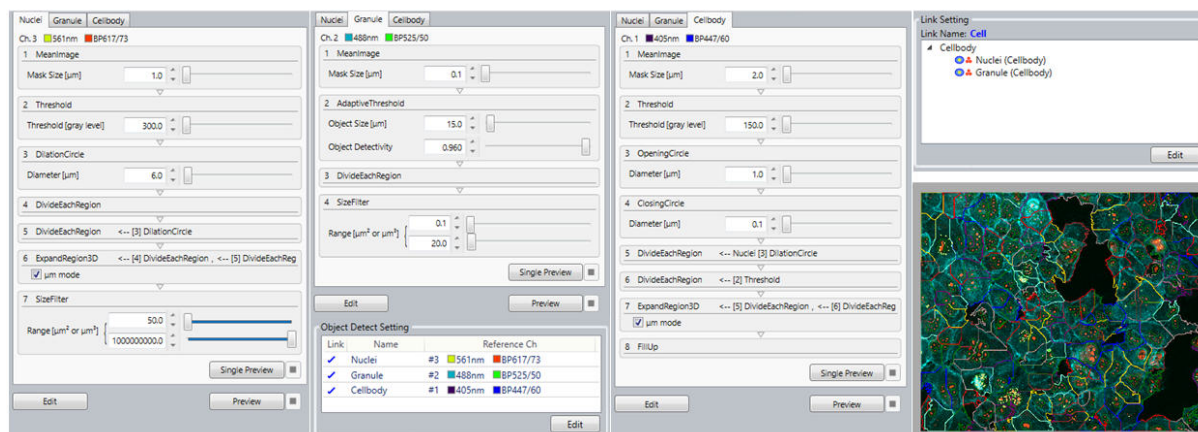 Nuclei Granule Cellbody
Ch. 3 561nm BP617/73
1 MeanImage
Mask Size [μm] 1.0
2 Threshold
Threshold [gray level] 300.0
3 DilationCircle
Diameter [μm] 6.0
4 DivideEachRegion
5 DivideEachRegion <-- [3] DilationCircle
6 ExpandRegion3D <-- [4] DivideEachRegion , <-- [5] DivideEachReg
μm mode
7 SizeFilter
Range [μm² or μm³] { 50.0
1000000000.0
Single Preview
Edit Preview
Nuclei Granule Cellbody
Ch. 2 488nm BP525/50
1 MeanImage
Mask Size [μm] 0.1
2 AdaptiveThreshold
Object Size [μm] 15.0
Object Detectivity 0.960
3 DivideEachRegion
4 SizeFilter
Range [μm² or μm³] { 0.1
20.0
Single Preview
Edit Preview
Object Detect Setting
Link Name Reference Ch
✓ Nuclei #3 561nm BP617/73
✓ Granule #2 488nm BP525/50
✓ Cellbody #1 405nm BP447/60
Edit
Nuclei Granule Cellbody
Ch. 1 405nm BP447/60
1 MeanImage
Mask Size [μm] 2.0
2 Threshold
Threshold [gray level] 150.0
3 OpeningCircle
Diameter [μm] 1.0
4 ClosingCircle
Diameter [μm] 0.1
5 DivideEachRegion <-- Nuclei [3] DilationCircle
6 DivideEachRegion <-- [2] Threshold
7 ExpandRegion3D <-- [5] DivideEachRegion , <-- [6] DivideEachReg
μm mode
8 FillUp
Single Preview
Edit Preview
Link Setting
Link Name: Cell
Cellbody
Nuclei (Cellbody)
Granule (Cellbody)
Edit